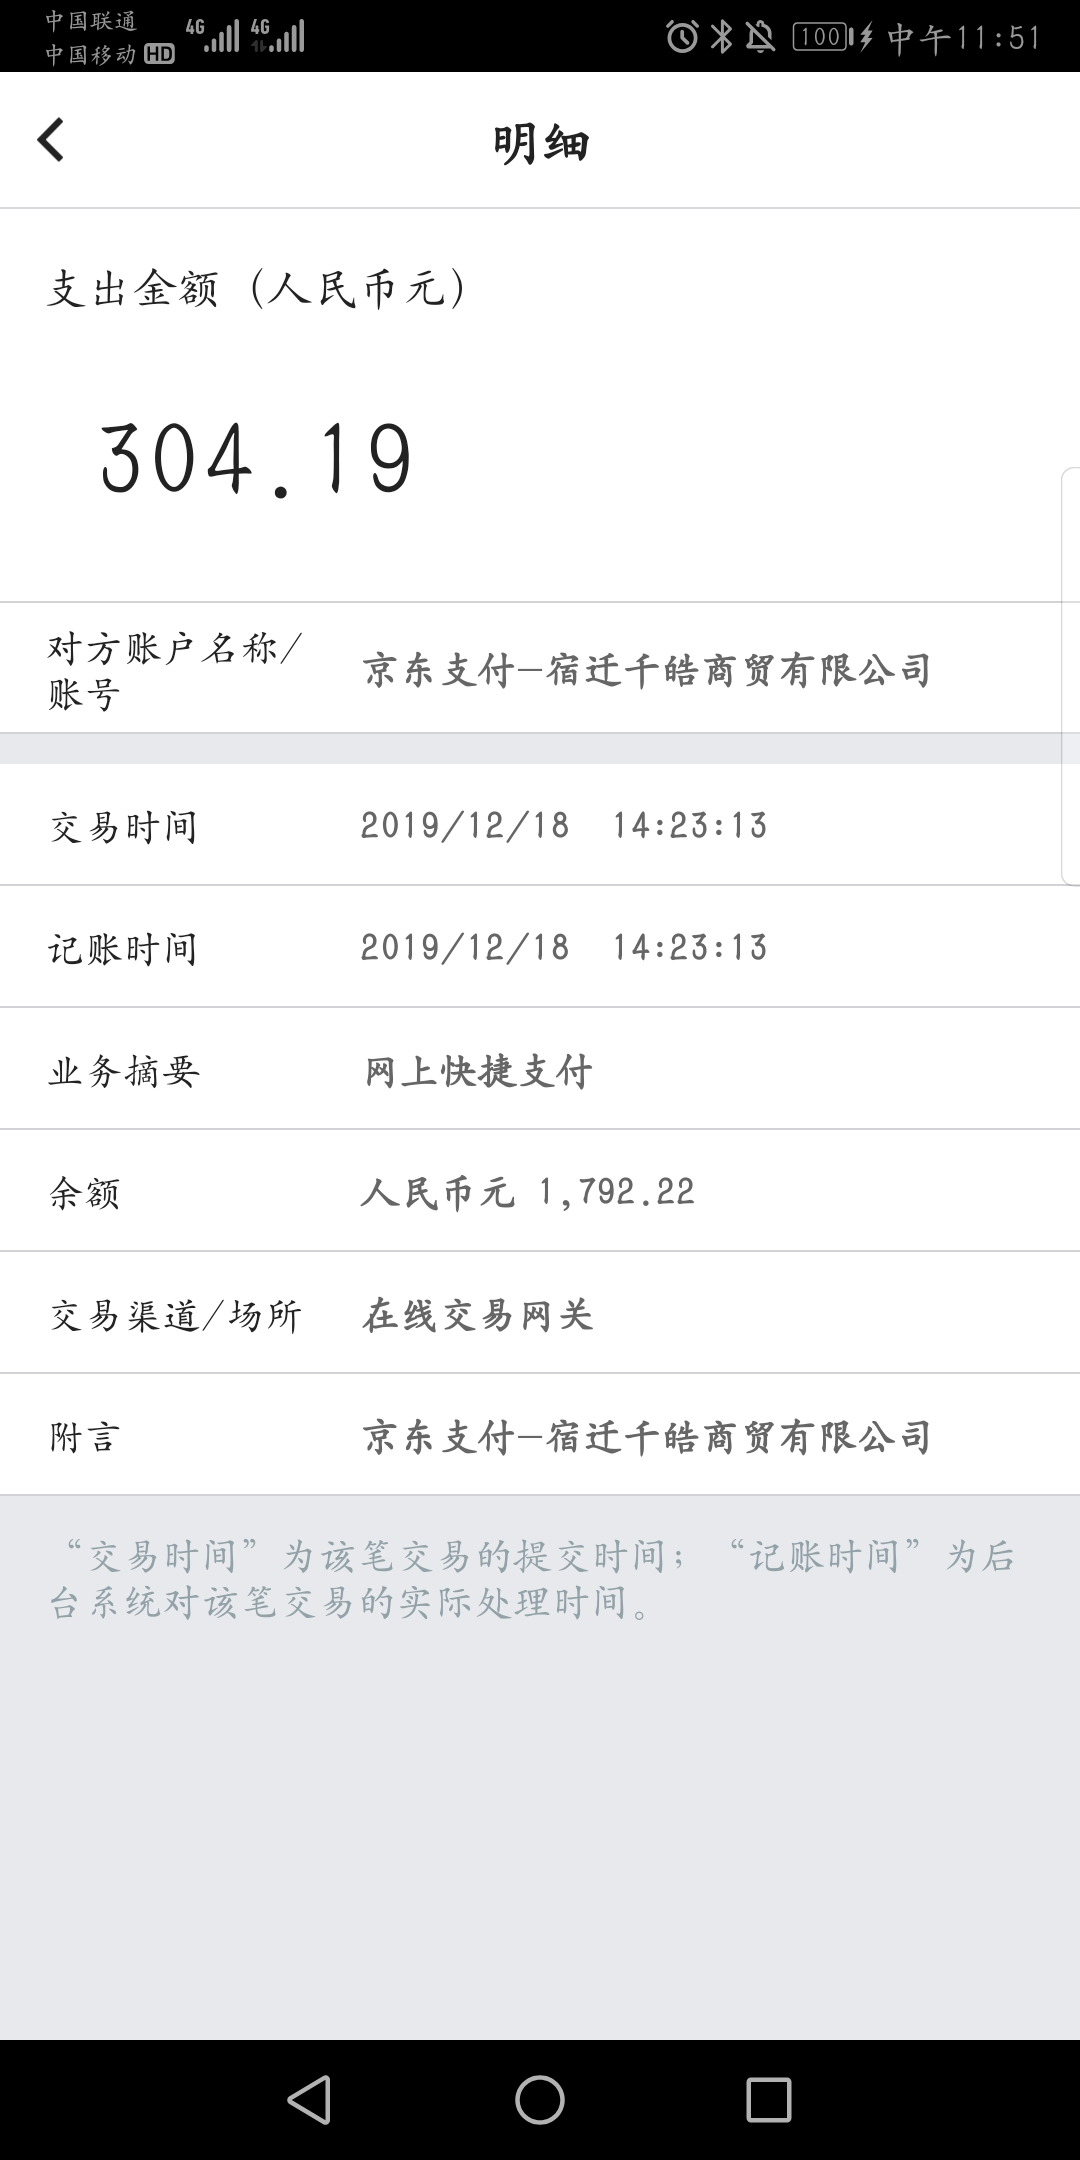 中国联通
中国移动 HD
4G 4G
100 中午11:51
明细
支出金额（人民币元）
304.19
对方账户名称/
账号
京东支付-宿迁千皓商贸有限公司
交易时间 2019/12/18 14:23:13
记账时间 2019/12/18 14:23:13
业务摘要 网上快捷支付
余额 人民币元 1,792.22
交易渠道/场所 在线交易网关
附言 京东支付-宿迁千皓商贸有限公司
“交易时间”为该笔交易的提交时间；“记账时间”为后
台系统对该笔交易的实际处理时间。